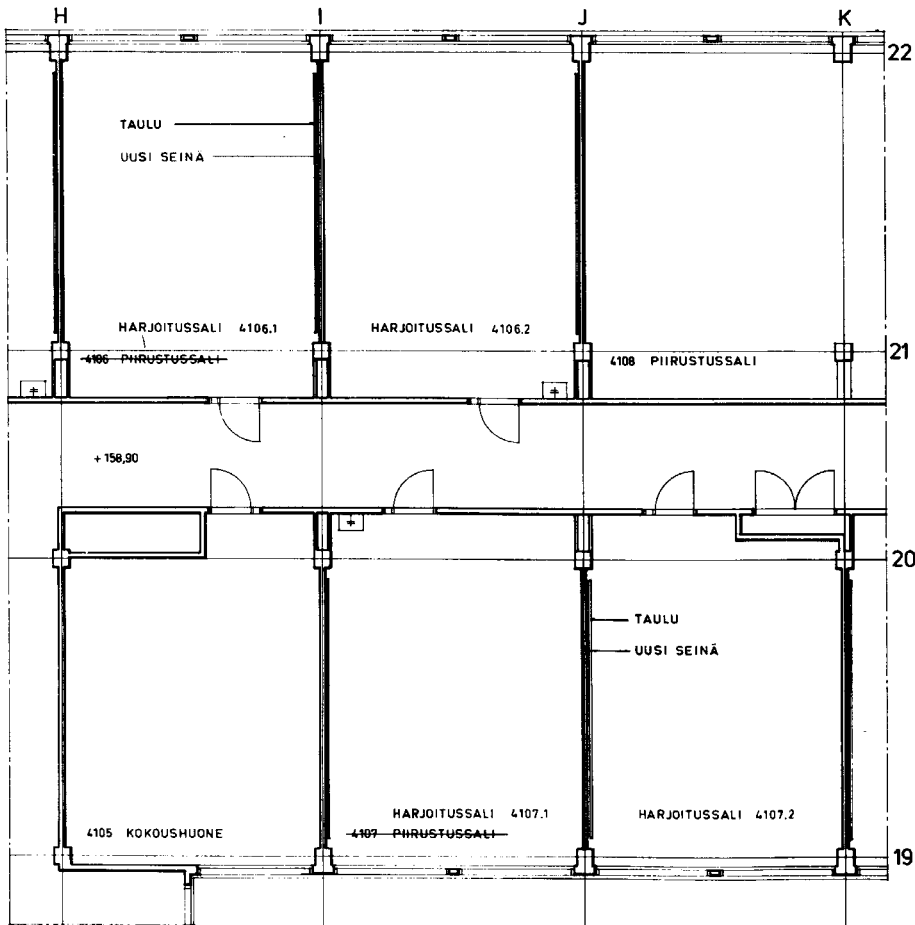 H I J K
22
TAULU
UUSI SEINÄ
HARJOITUSSALI 4106.1
HARJOITUSSALI 4106.2
4106 PIIRUSTUSSALI
4108 PIIRUSTUSSALI
21
+ 158,90
20
TAULU
UUSI SEINÄ
HARJOITUSSALI 4107.1
HARJOITUSSALI 4107.2
4105 KOKOUSHUONE
4107 PIIRUSTUSSALI
19